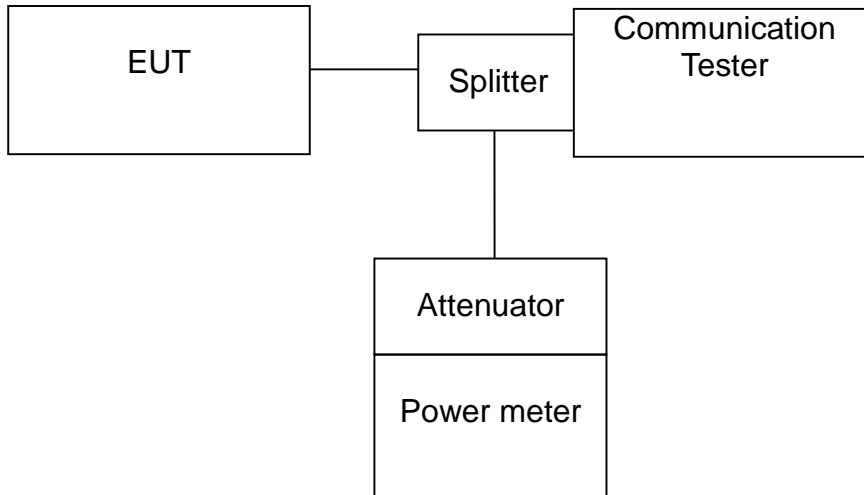 EUT
Splitter
Communication
Tester
Attenuator
Power meter